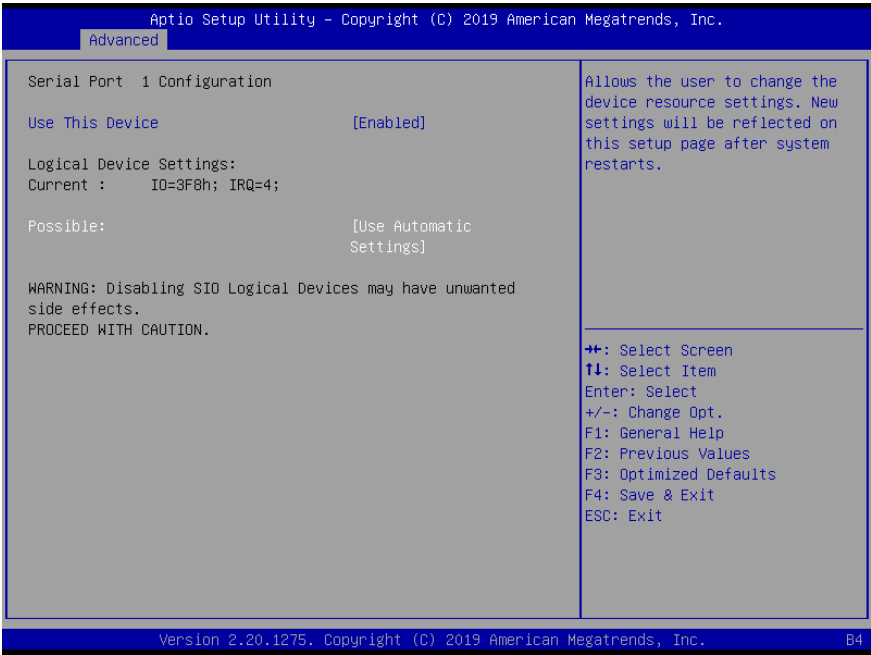 Aptio Setup Utility – Copyright (C) 2019 American Megatrends, Inc.
Advanced
Serial Port 1 Configuration
Use This Device [Enabled]
Logical Device Settings:
Current : IO=3F8h; IRQ=4;
Possible: [Use Automatic
Settings]
WARNING: Disabling SIO Logical Devices may have unwanted
side effects.
PROCEED WITH CAUTION.
Allows the user to change the
device resource settings. New
settings will be reflected on
this setup page after system
restarts.
→←: Select Screen
↑↓: Select Item
Enter: Select
+/-: Change Opt.
F1: General Help
F2: Previous Values
F3: Optimized Defaults
F4: Save & Exit
ESC: Exit
Version 2.20.1275. Copyright (C) 2019 American Megatrends, Inc.
B4